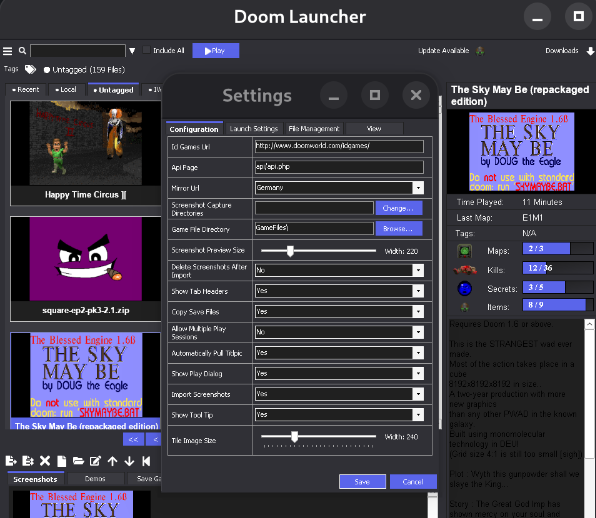 Doom Launcher
Include All
Play
Update Available
Downloads
Tags
Untagged (159 Files)
Recent
Local
Untagged
Happy Time Circus ][
square-ep2-pk3-2.1.zip
The Blessed Engine 1.6B
THE SKY
MAY BE
by DOUG the Eagle
Do not use with standard
doom: run SKYMAYBE.BAT
The Sky May Be (repackaged edition)
<<
<
Screenshots
Demos
Save Ga
The Blessed Engine 1.6B
THE SKY
Settings
Configuration
Launch Settings
File Management
View
Id Games Url
http://www.doomworld.com/idgames/
Api Page
api/api.php
Mirror Url
Germany
Screenshot Capture
Directories
Change...
Game File Directory
GameFiles\
Browse...
Screenshot Preview Size
Width: 220
Delete Screenshots After
Import
No
Show Tab Headers
Yes
Copy Save Files
Yes
Allow Multiple Play
Sessions
No
Automatically Pull Titlpic
Yes
Show Play Dialog
Yes
Import Screenshots
Yes
Show Tool Tip
Yes
Tile Image Size
Width: 240
Save
Cancel
The Sky May Be (repackaged
edition)
The Blessed Engine 1.6B
THE SKY
MAY BE
by DOUG the Eagle
Do not use with standard
doom: run SKYMAYBE.BAT
Time Played: 11 Minutes
Last Map: E1M1
Tags: N/A
Maps: 2 / 3
Kills: 12 / 36
Secrets: 3 / 5
Items: 8 / 9
Requires Doom 1.6 or above
This is the STRANGEST wad ever
made
Most of the action takes place in a
cube
8192x8192x8192 in size
A two-year production with more
new graphics
than any other PWAD in the known
galaxy
Built using monomolecular
technology in DEU
(Grid size 4.1 is still too small [sigh])
Plot : Wyth this gunpowder shall we
slaye the King...
Story : The Great God Imp has
shown mercy on your soul and